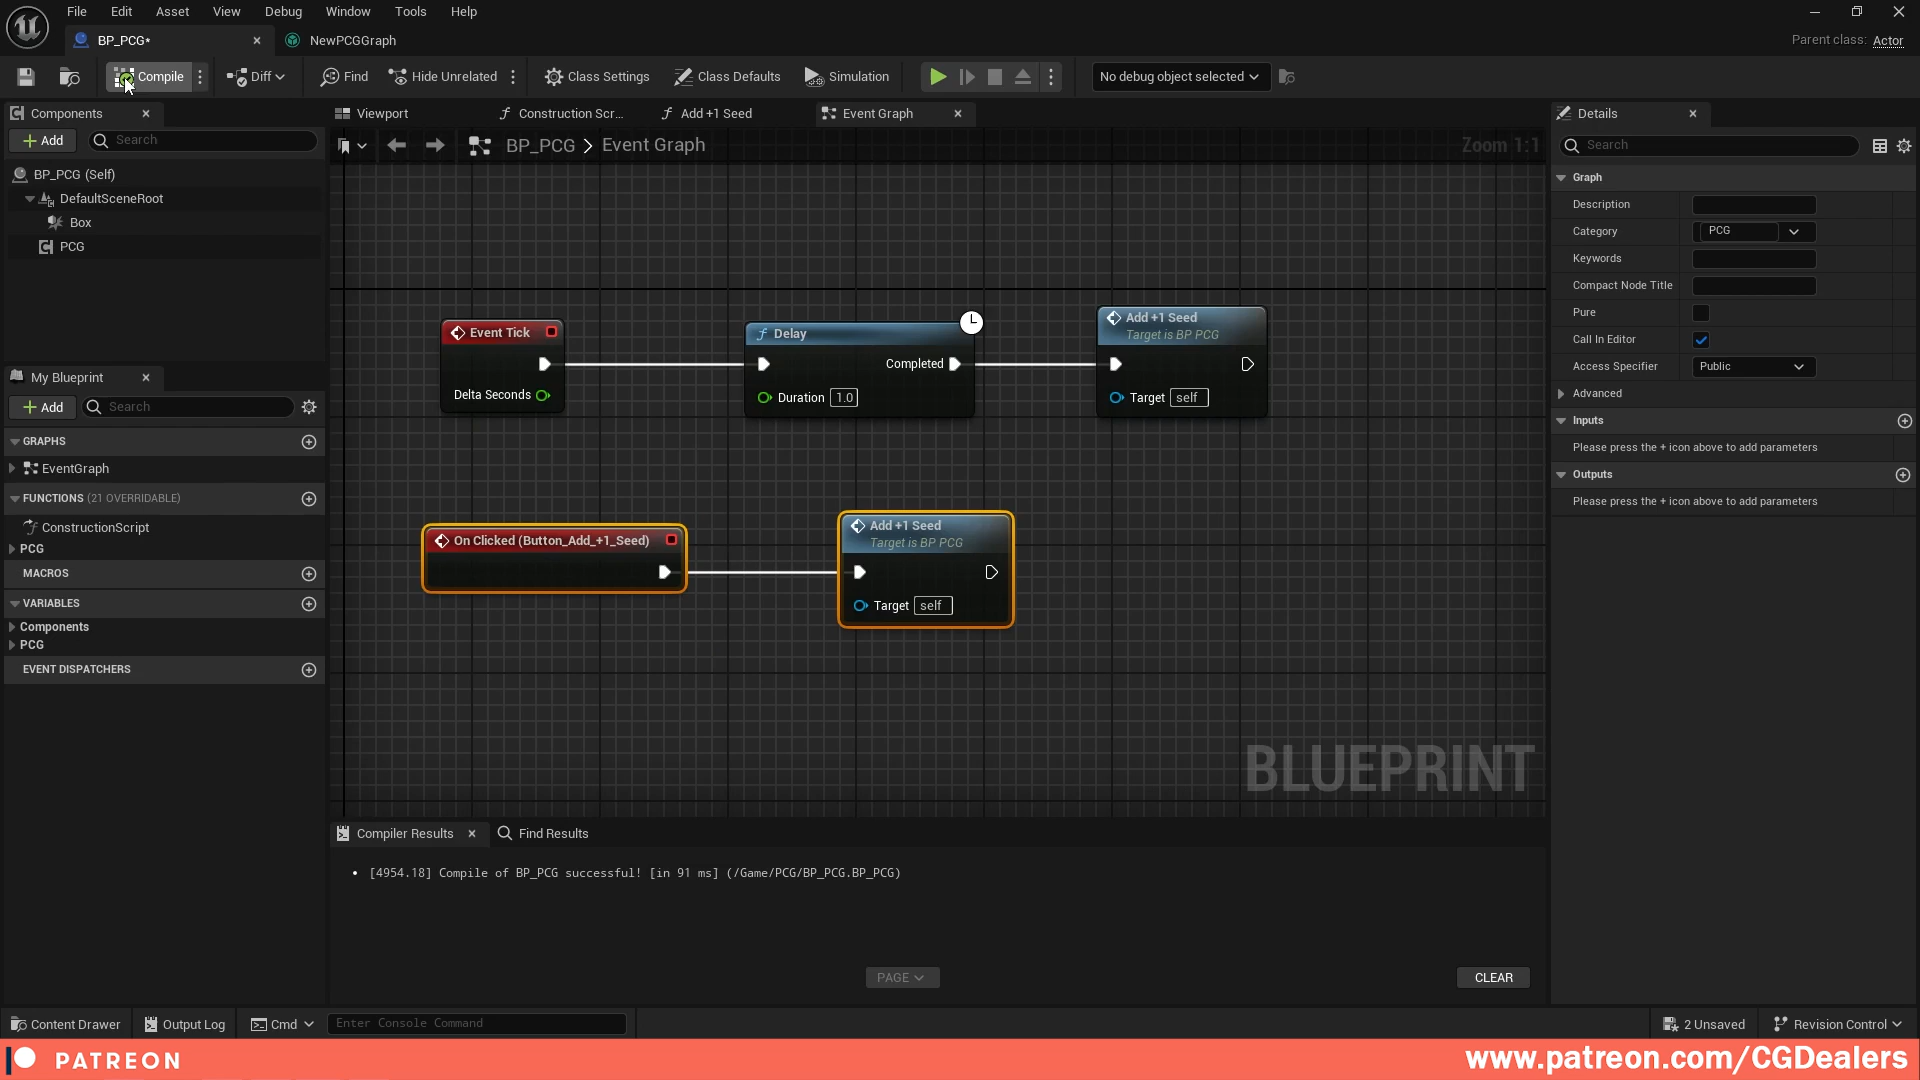 File Edit Asset View Debug Window Tools Help
BP_PCG* NewPCGGraph Parent class: Actor
Compile Diff Find Hide Unrelated Class Settings Class Defaults Simulation No debug object selected
Components Viewport Construction Scr... Add +1 Seed Event Graph Details
Add Search BP_PCG > Event Graph Zoom 1:1 Search
BP_PCG (Self)
DefaultSceneRoot
Box
PCG
Graph
Description
Category PCG
Keywords
Compact Node Title
Pure
Call In Editor
Access Specifier Public
Advanced
Inputs
Please press the + icon above to add parameters
Outputs
Please press the + icon above to add parameters
Event Tick
Delta Seconds
Delay
Completed
Duration 1.0
Add +1 Seed
Target is BP PCG
Target self
On Clicked (Button_Add_+1_Seed)
Add +1 Seed
Target is BP PCG
Target self
BLUEPRINT
My Blueprint
Add Search
GRAPHS
EventGraph
FUNCTIONS (21 OVERRIDABLE)
ConstructionScript
PCG
MACROS
VARIABLES
Components
PCG
EVENT DISPATCHERS
Compiler Results Find Results
• [4954.18] Compile of BP_PCG successful! [in 91 ms] (/Game/PCG/BP_PCG.BP_PCG)
PAGE CLEAR
Content Drawer Output Log Cmd Enter Console Command 2 Unsaved Revision Control
PATREON www.patreon.com/CGDealers